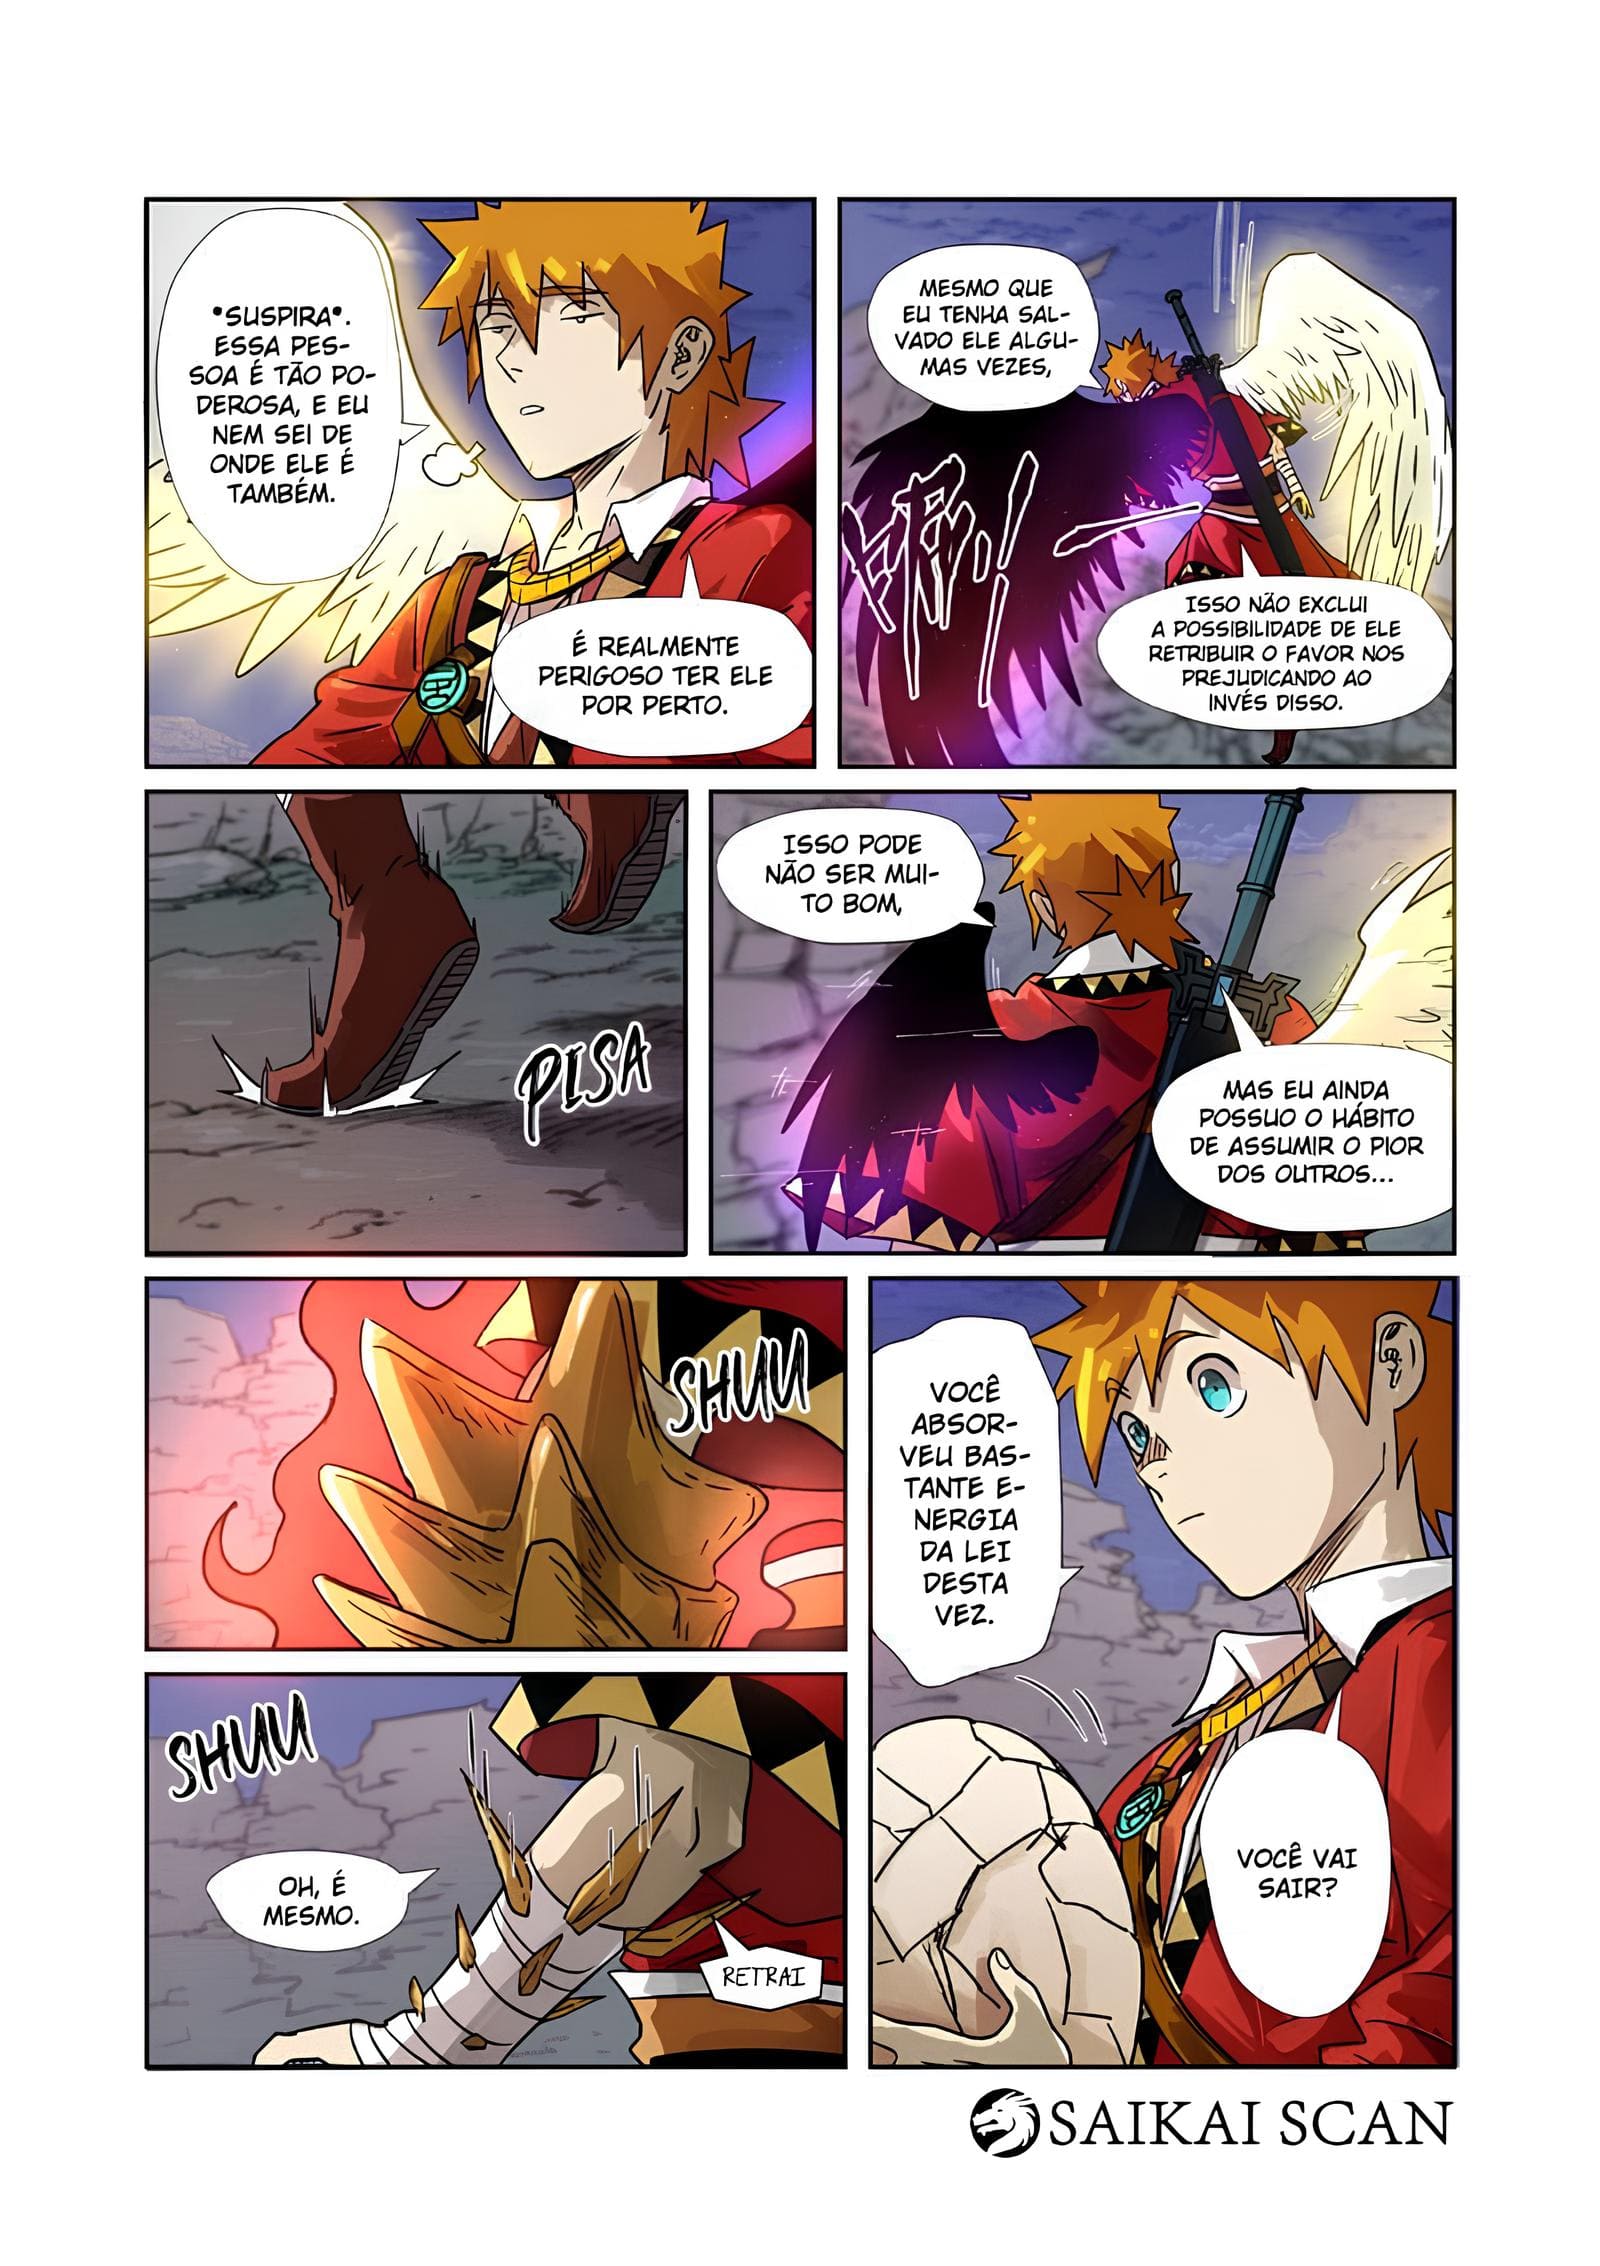 *SUSPIRA*.
ESSA PES-
SOA É TÃO PO-
DEROSA, E EU
NEM SEI DE
ONDE ELE É
TAMBÉM.
É REALMENTE
PERIGOSO TER ELE
POR PERTO.
MESMO QUE
EU TENHA SAL-
VADO ELE ALGU-
MAS VEZES,
ISSO NÃO EXCLUI
A POSSIBILIDADE DE ELE
RETRIBUIR O FAVOR NOS
PREJUDICANDO AO
INVÉS DISSO.
PISA
ISSO PODE
NÃO SER MUI-
TO BOM,
MAS EU AINDA
POSSUO O HÁBITO
DE ASSUMIR O PIOR
DOS OUTROS...
SHUU
SHUU
OH, É
MESMO.
RETRAI
VOCÊ
ABSOR-
VEU BAS-
TANTE E-
NERGIA
DA LEI
DESTA
VEZ.
VOCÊ VAI
SAIR?
SAIKAI SCAN